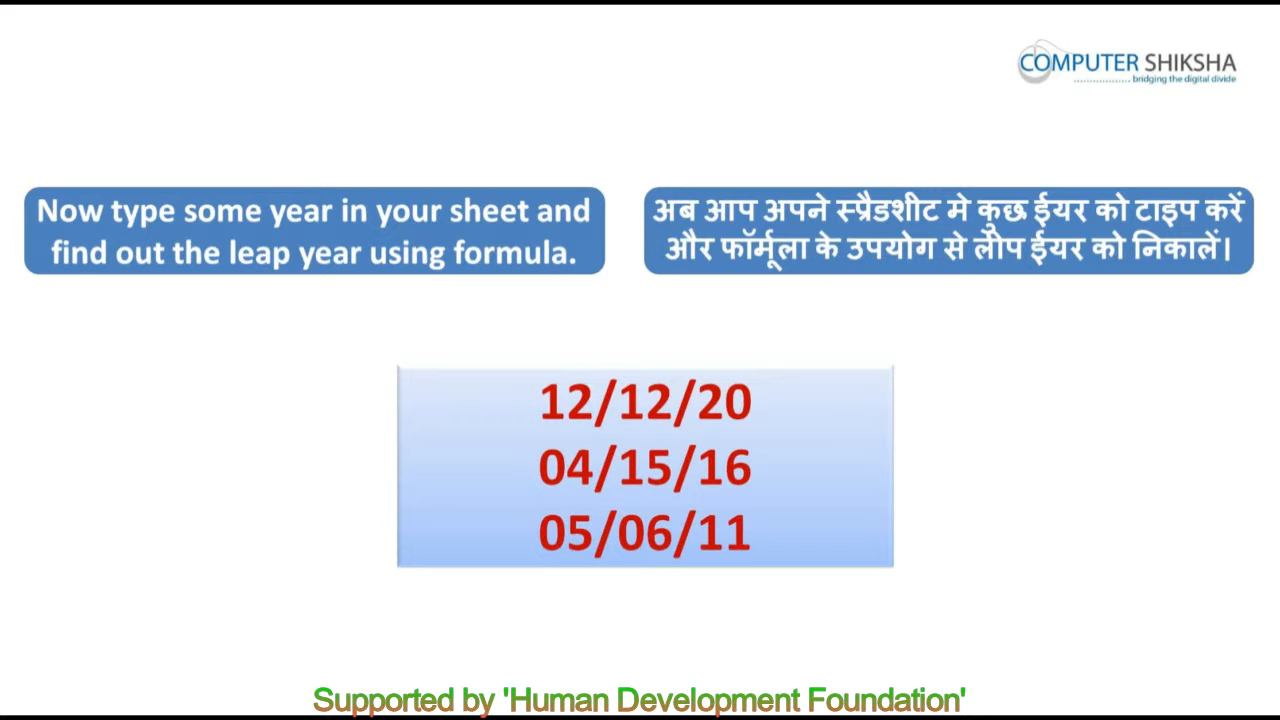 COMPUTER SHIKSHA
bridging the digital divide
Now type some year in your sheet and
find out the leap year using formula.
अब आप अपने स्प्रैडशीट मे कुछ ईयर को टाइप करें
और फॉर्मूला के उपयोग से लीप ईयर को निकालें।
12/12/20
04/15/16
05/06/11
Supported by 'Human Development Foundation'